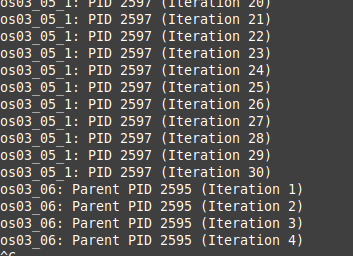 os03_05_1: PID 2597 (Iteration 20)
os03_05_1: PID 2597 (Iteration 21)
os03_05_1: PID 2597 (Iteration 22)
os03_05_1: PID 2597 (Iteration 23)
os03_05_1: PID 2597 (Iteration 24)
os03_05_1: PID 2597 (Iteration 25)
os03_05_1: PID 2597 (Iteration 26)
os03_05_1: PID 2597 (Iteration 27)
os03_05_1: PID 2597 (Iteration 28)
os03_05_1: PID 2597 (Iteration 29)
os03_05_1: PID 2597 (Iteration 30)
os03_06: Parent PID 2595 (Iteration 1)
os03_06: Parent PID 2595 (Iteration 2)
os03_06: Parent PID 2595 (Iteration 3)
os03_06: Parent PID 2595 (Iteration 4)
^C